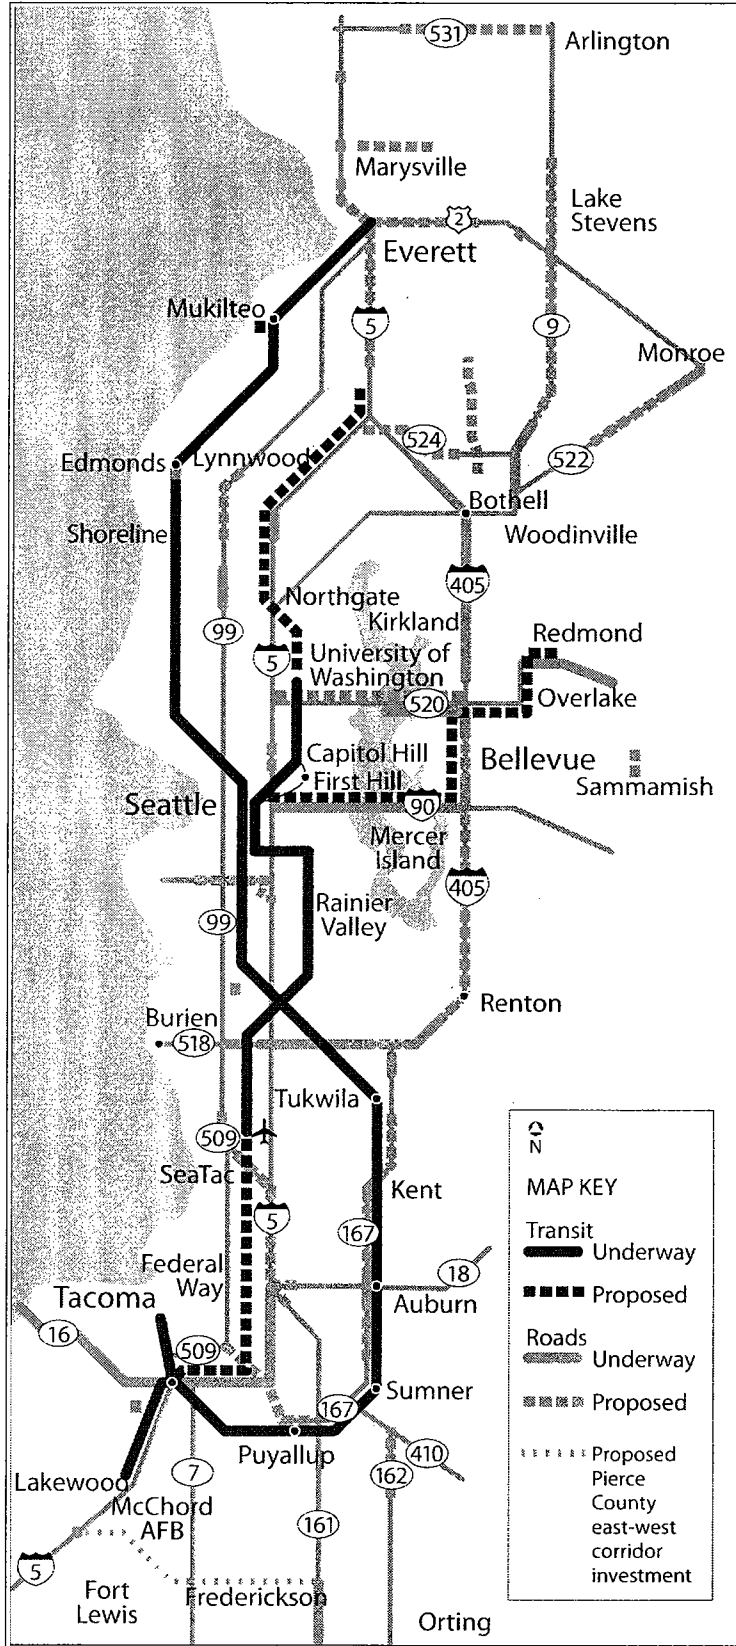 531
Arlington
Marysville
Lake
Stevens
2
Everett
Mukilteo
5
9
Monroe
524
Edmonds
Lynnwood
522
Bothell
Shoreline
Woodinville
405
Northgate
Kirkland
99
Redmond
5
University of
Washington
Overlake
520
Capitol Hill
First Hill
Bellevue
Sammamish
Seattle
90
Mercer
Island
405
Rainier
Valley
99
Renton
Burien
518
Tukwila
509
SeaTac
Kent
5
167
Federal
Way
18
Tacoma
Auburn
16
509
Sumner
167
Puyallup
410
Lakewood
7
162
McChord
AFB
161
5
Fort
Lewis
Frederickson
Orting
N
MAP KEY
Transit
Underway
Proposed
Roads
Underway
Proposed
Proposed
Pierce
County
east-west
corridor
investment